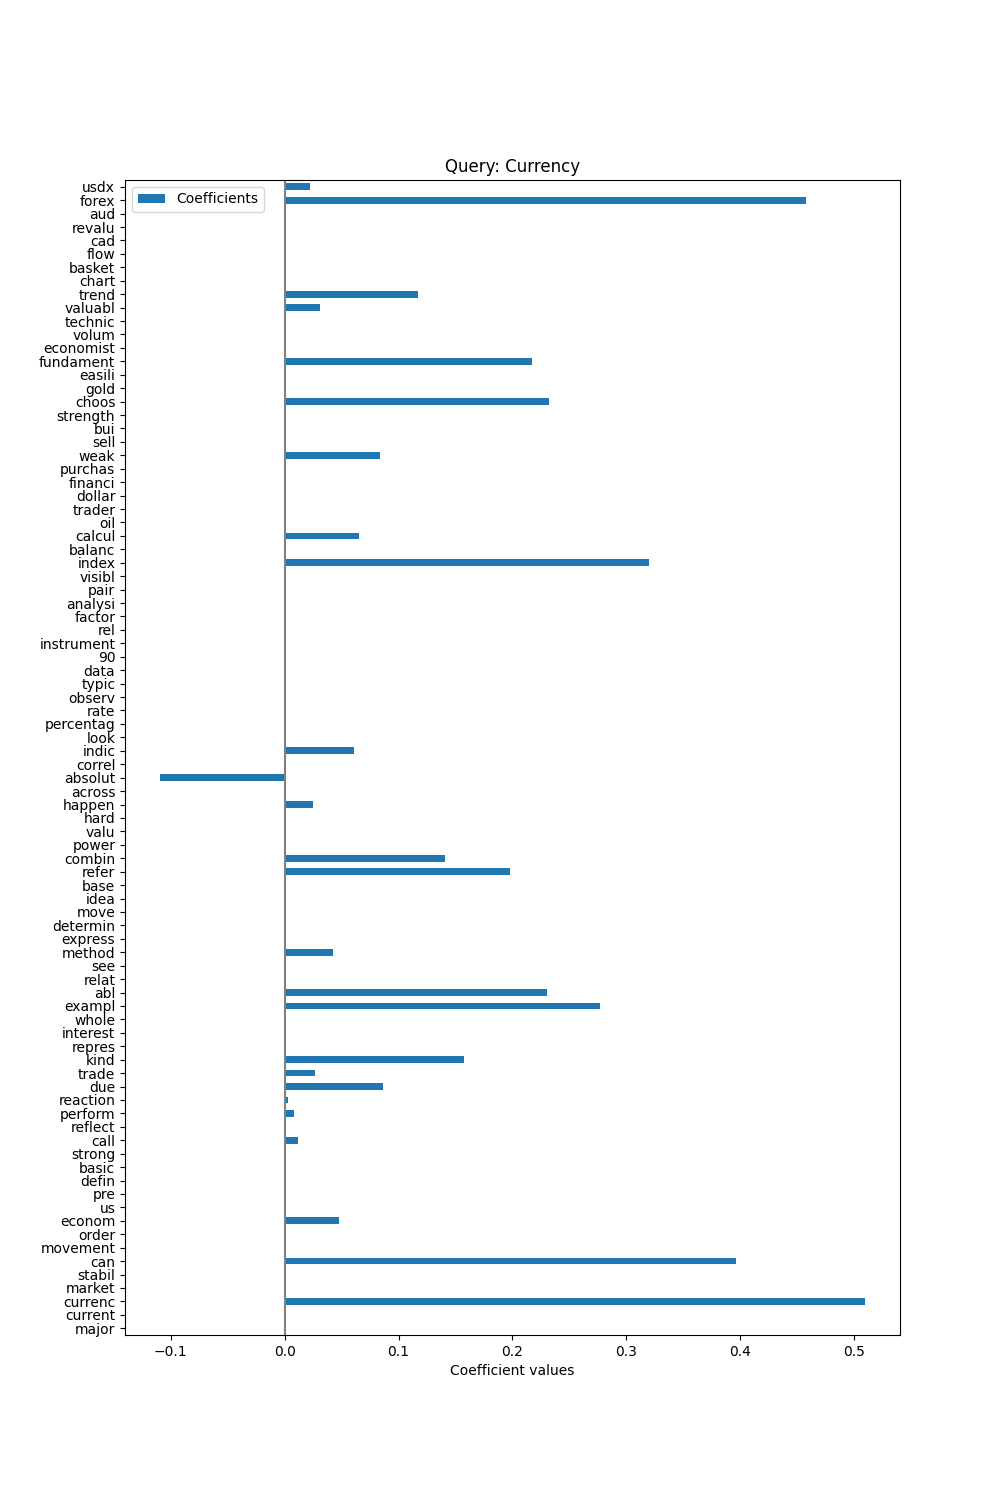 Query: Currency
Coefficients
usdx
forex
aud
revalu
cad
flow
basket
chart
trend
valuabl
technic
volum
economist
fundament
easili
gold
choos
strength
bui
sell
weak
purchas
financi
dollar
trader
oil
calcul
balanc
index
visibl
pair
analysi
factor
rel
instrument
90
data
typic
observ
rate
percentag
look
indic
correl
absolut
across
happen
hard
valu
power
combin
refer
base
idea
move
determin
express
method
see
relat
abl
exampl
whole
interest
repres
kind
trade
due
reaction
perform
reflect
call
strong
basic
defin
pre
us
econom
order
movement
can
stabil
market
currenc
current
major
−0.1 0.0 0.1 0.2 0.3 0.4 0.5
Coefficient values